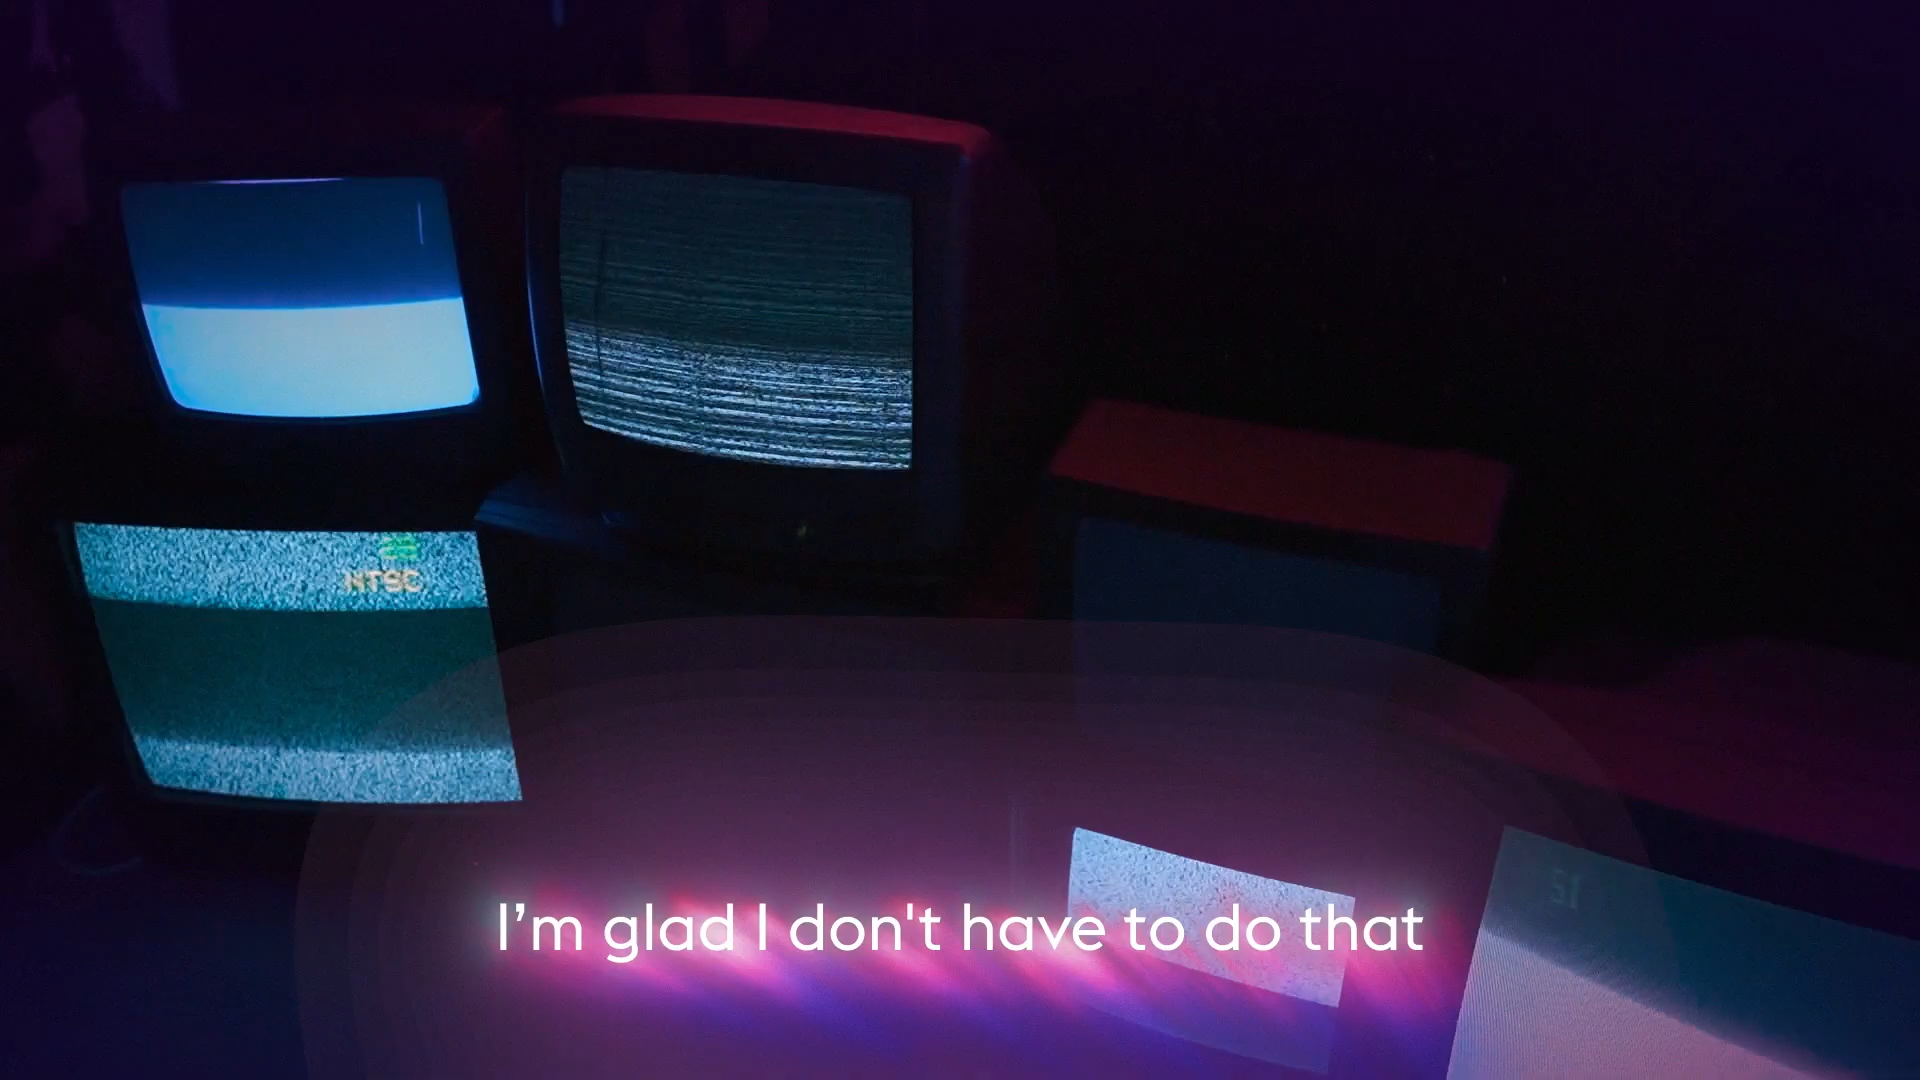 NTSC
I’m glad I don't have to do that